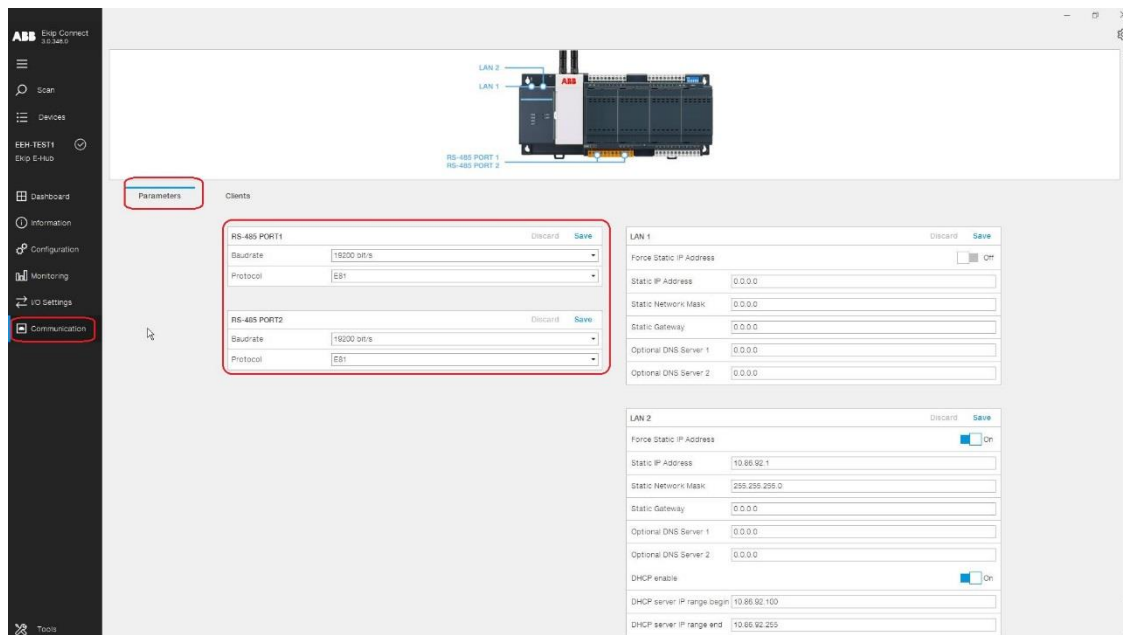 ABB Ekip Connect
3.0.346.0
Scan
Devices
EEH-TEST1
Ekip E-Hub
Dashboard
Information
Configuration
Monitoring
I/O Settings
Communication
Tools
LAN 2
LAN 1
ABB
RS-485 PORT 1
RS-485 PORT 2
Parameters Clients
RS-485 PORT1 Discard Save
Baudrate 19200 bit/s
Protocol E81
RS-485 PORT2 Discard Save
Baudrate 19200 bit/s
Protocol E81
LAN 1 Discard Save
Force Static IP Address Off
Static IP Address 0.0.0.0
Static Network Mask 0.0.0.0
Static Gateway 0.0.0.0
Optional DNS Server 1 0.0.0.0
Optional DNS Server 2 0.0.0.0
LAN 2 Discard Save
Force Static IP Address On
Static IP Address 10.86.92.1
Static Network Mask 255.255.255.0
Static Gateway 0.0.0.0
Optional DNS Server 1 0.0.0.0
Optional DNS Server 2 0.0.0.0
DHCP enable On
DHCP server IP range begin 10.86.92.100
DHCP server IP range end 10.86.92.255